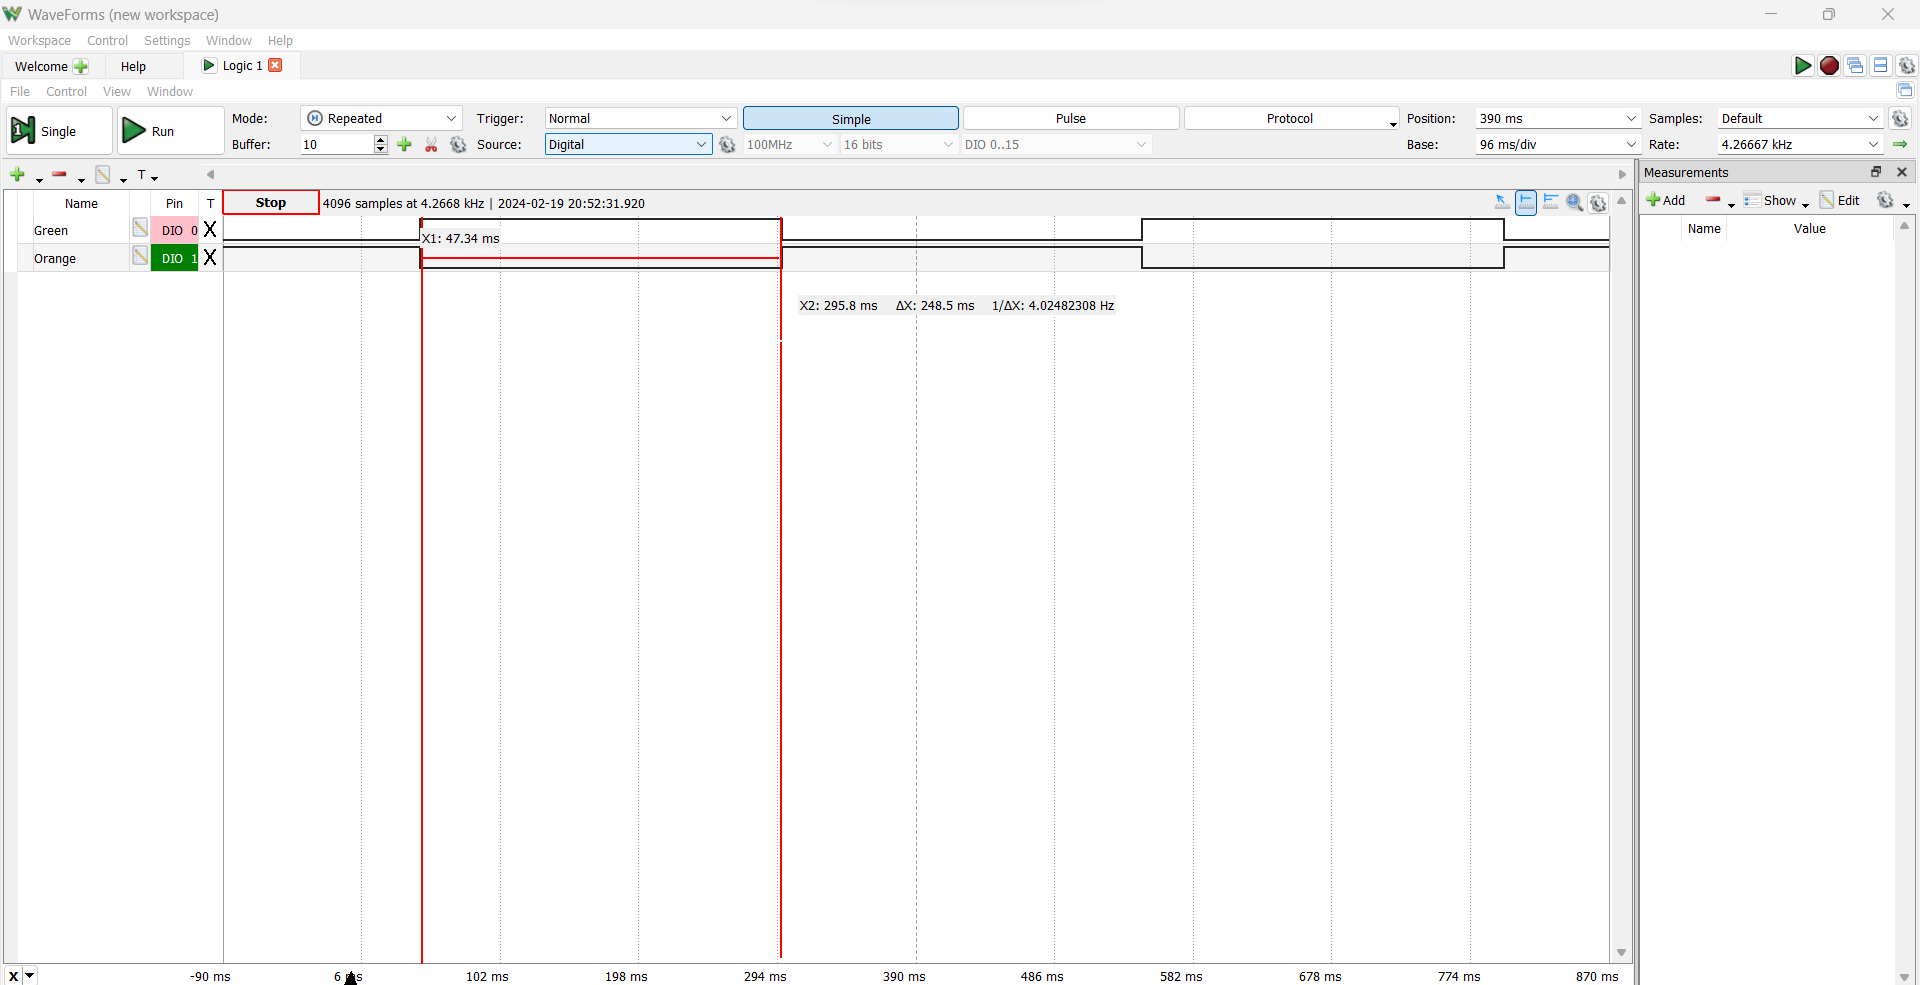 WaveForms (new workspace)
Workspace Control Settings Window Help
Welcome Help Logic 1
File Control View Window
Single Run Mode: Repeated Trigger: Normal Simple Pulse Protocol Position: 390 ms Samples: Default
Buffer: 10 Source: Digital 100MHz 16 bits DIO 0..15 Base: 96 ms/div Rate: 4.26667 kHz
T Measurements
Name Pin T Stop 4096 samples at 4.2668 kHz | 2024-02-19 20:52:31.920 Add Show Edit
Green DIO 0 X Name Value
X1: 47.34 ms
Orange DIO 1 X
X2: 295.8 ms ΔX: 248.5 ms 1/ΔX: 4.02482308 Hz
X -90 ms 6 ms 102 ms 198 ms 294 ms 390 ms 486 ms 582 ms 678 ms 774 ms 870 ms